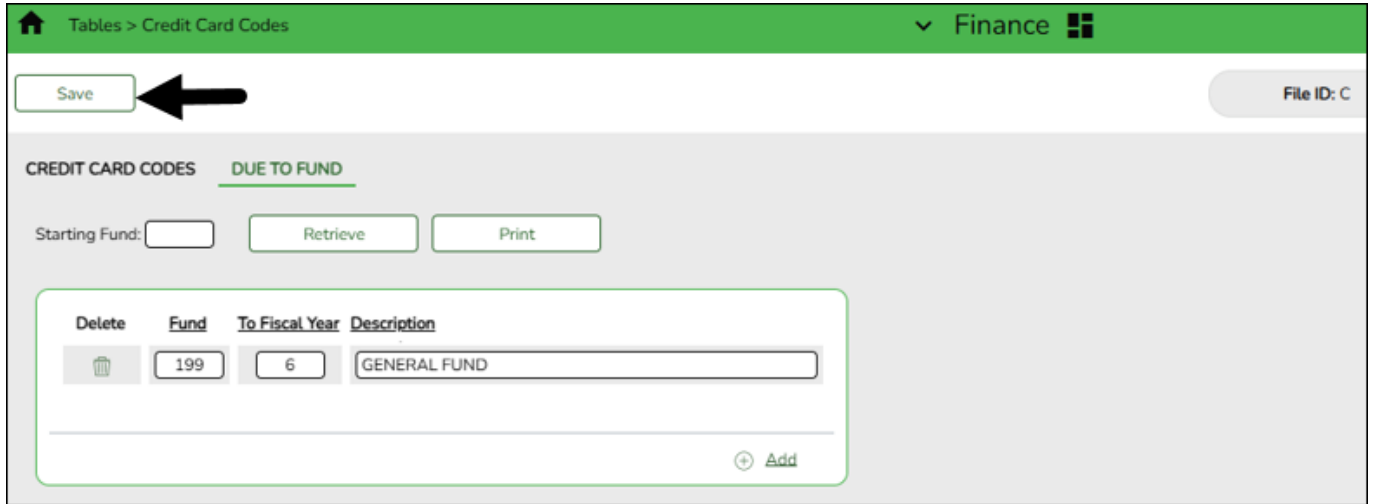 Tables > Credit Card Codes
Finance
Save
File ID: C
CREDIT CARD CODES DUE TO FUND
Starting Fund: Retrieve Print
Delete Fund To Fiscal Year Description
199 6 GENERAL FUND
Add